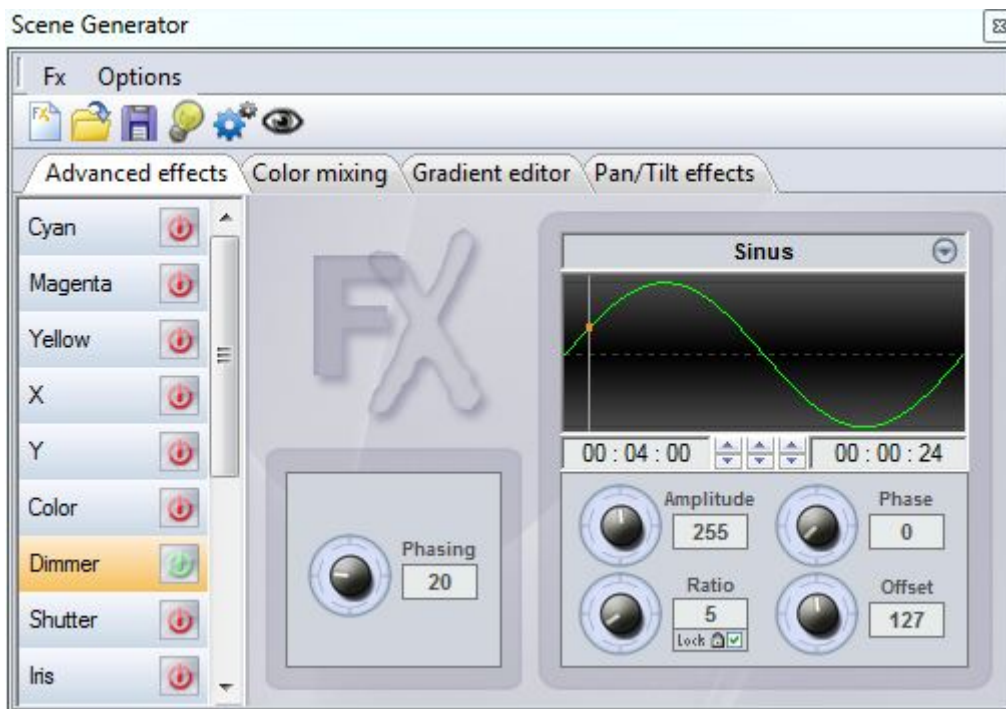 Scene Generator
Fx Options
FX
Advanced effects Color mixing Gradient editor Pan/Tilt effects
Cyan
Magenta
Yellow
X
Y
Color
Dimmer
Shutter
Iris
FX
Sinus
00 : 04 : 00 00 : 00 : 24
Phasing
20
Amplitude
255
Phase
0
Ratio
5
Lock
Offset
127